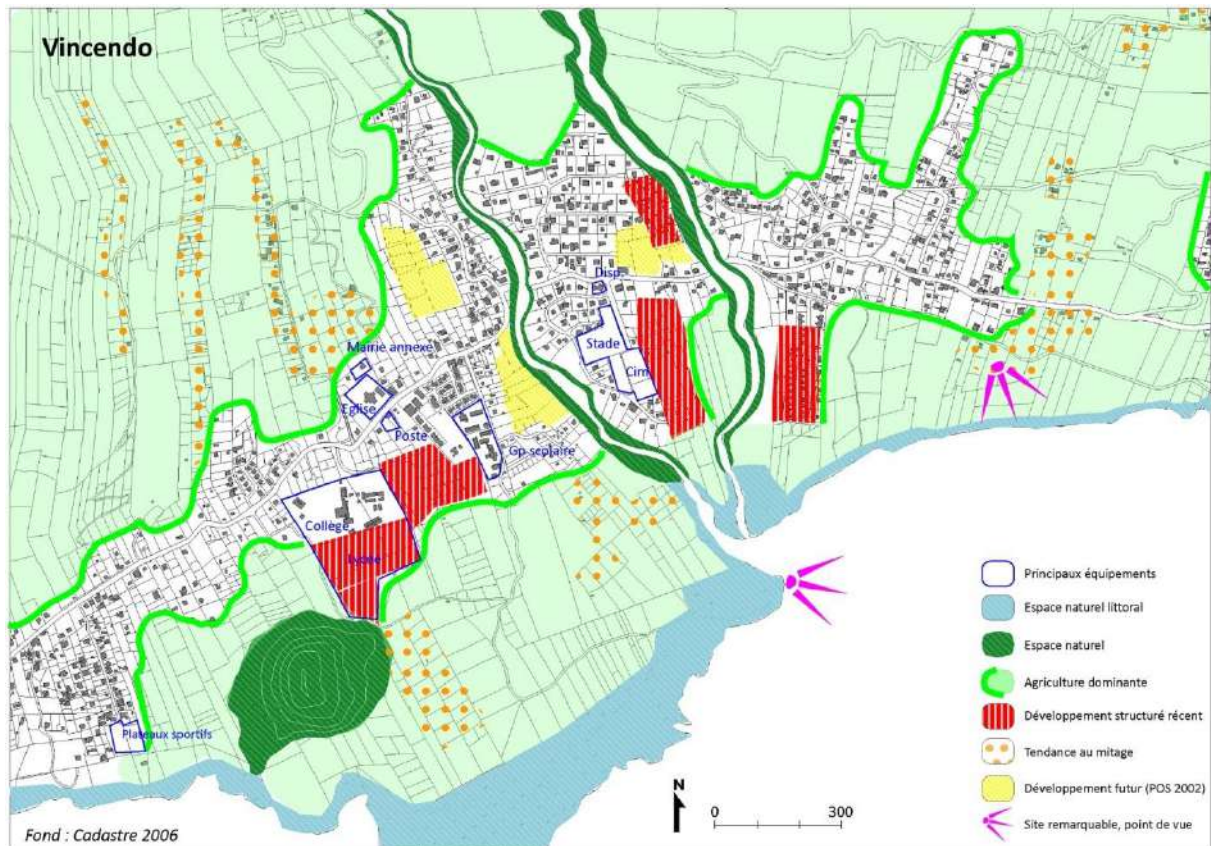 Vincendo
Disp.
Stade
Cim
Mairie annexe
Eglise
Poste
Gp scolaire
Collège
Lycée
Plateaux sportifs
Principaux équipements
Espace naturel littoral
Espace naturel
Agriculture dominante
Développement structuré récent
Tendance au mitage
Développement futur (POS 2002)
Site remarquable, point de vue
N
0 300
Fond : Cadastre 2006